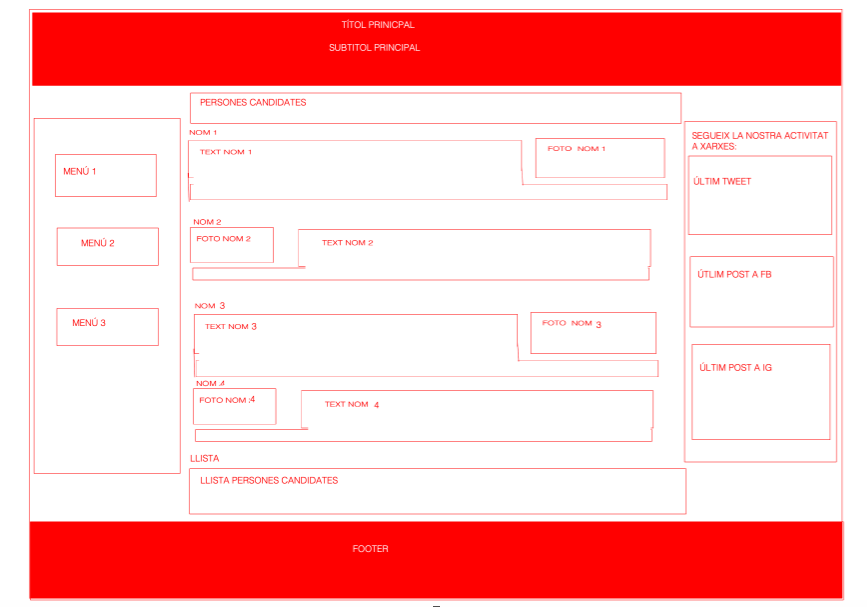 TÍTOL PRINICPAL
SUBTITOL PRINCIPAL
MENÚ 1
MENÚ 2
MENÚ 3
PERSONES CANDIDATES
NOM 1
TEXT NOM 1
FOTO NOM 1
NOM 2
FOTO NOM 2
TEXT NOM 2
NOM 3
TEXT NOM 3
FOTO NOM 3
NOM 4
FOTO NOM 4
TEXT NOM 4
LLISTA
LLISTA PERSONES CANDIDATES
SEGUEIX LA NOSTRA ACTIVITAT
A XARXES:
ÚLTIM TWEET
ÚTLIM POST A FB
ÚLTIM POST A IG
FOOTER